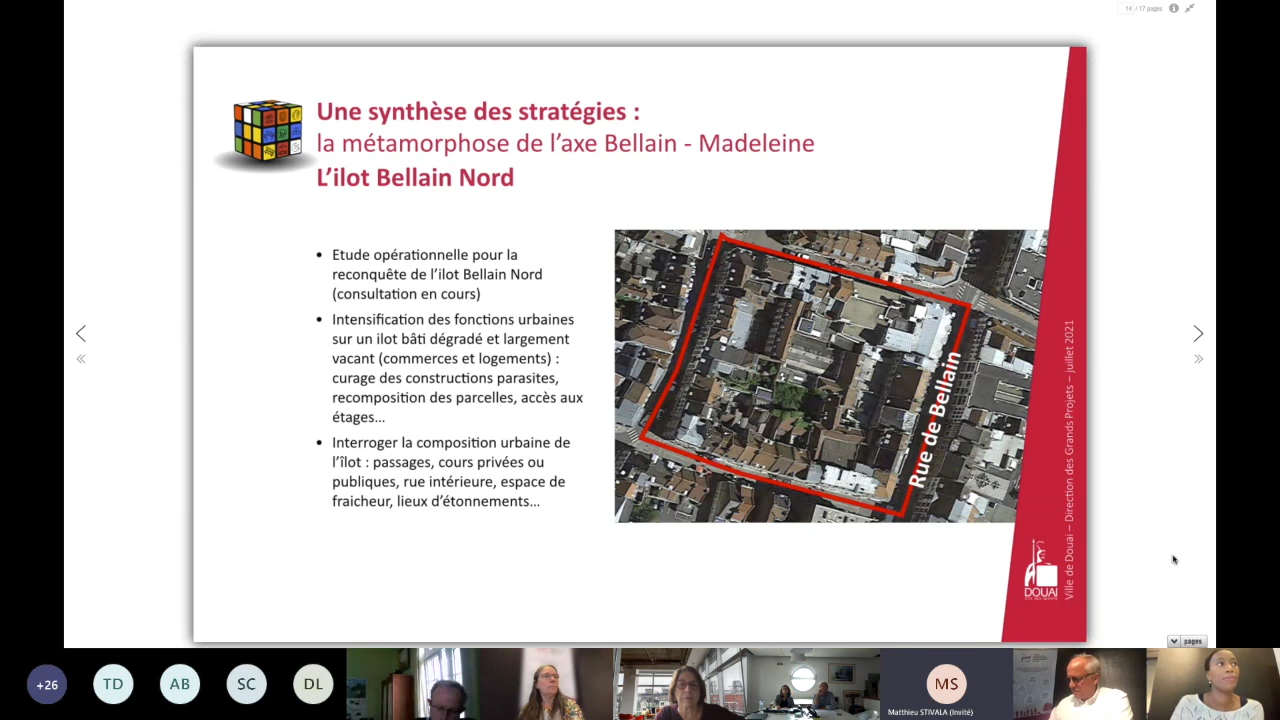 14 / 17 pages
Une synthèse des stratégies :
la métamorphose de l'axe Bellain - Madeleine
L'ilot Bellain Nord
• Etude opérationnelle pour la
reconquête de l'ilot Bellain Nord
(consultation en cours)
• Intensification des fonctions urbaines
sur un ilot bâti dégradé et largement
vacant (commerces et logements) :
curage des constructions parasites,
recomposition des parcelles, accès aux
étages...
• Interroger la composition urbaine de
l'îlot : passages, cours privées ou
publiques, rue intérieure, espace de
fraicheur, lieux d'étonnements...
Rue de Bellain
Ville de Douai – Direction des Grands Projets – juillet 2021
DOUAI
pages
+26
TD
AB
SC
DL
MS
Matthieu STIVALA (Invité)